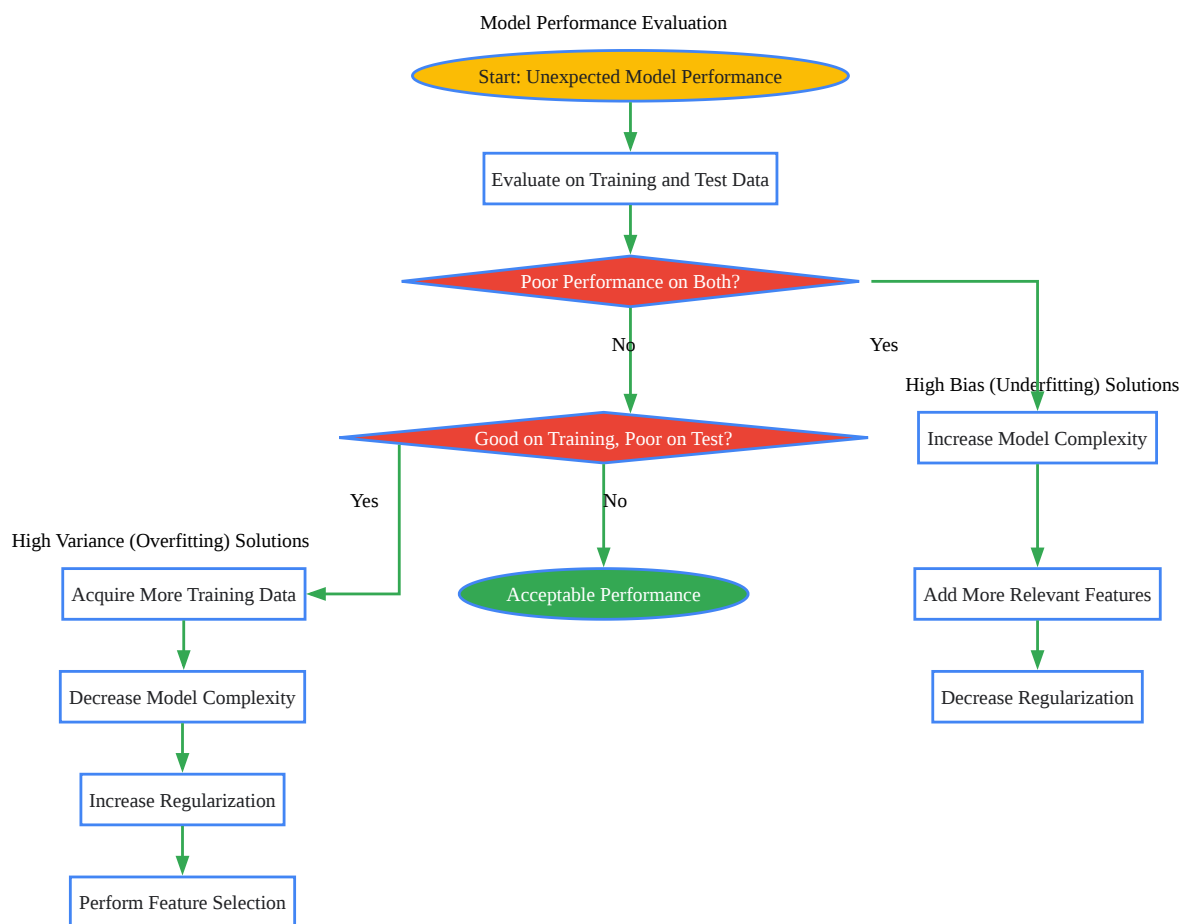 Model Performance Evaluation
Start: Unexpected Model Performance
Evaluate on Training and Test Data
Poor Performance on Both?
No
Yes
High Bias (Underfitting) Solutions
Increase Model Complexity
Good on Training, Poor on Test?
Yes
No
High Variance (Overfitting) Solutions
Acquire More Training Data
Acceptable Performance
Add More Relevant Features
Decrease Model Complexity
Decrease Regularization
Increase Regularization
Perform Feature Selection